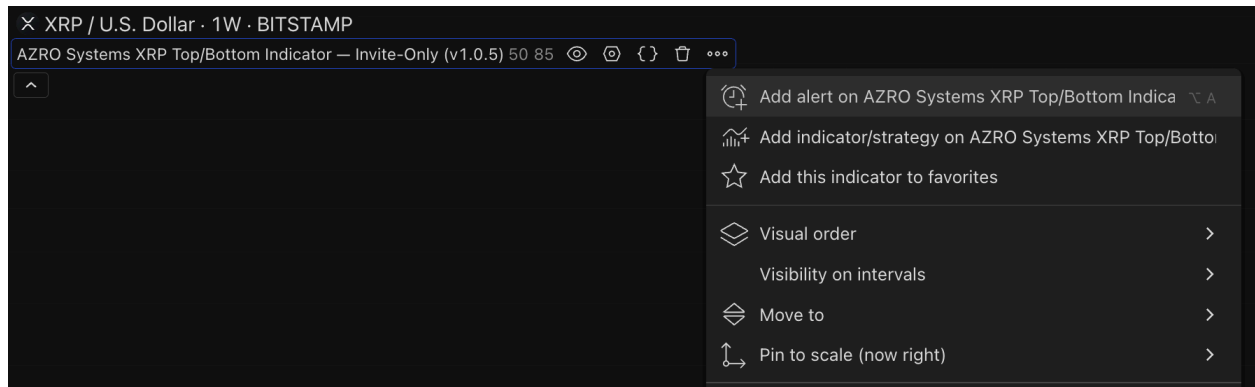 XRP / U.S. Dollar · 1W · BITSTAMP
AZRO Systems XRP Top/Bottom Indicator — Invite-Only (v1.0.5) 50 85
Add alert on AZRO Systems XRP Top/Bottom Indica ⌥ A
Add indicator/strategy on AZRO Systems XRP Top/Botto
Add this indicator to favorites
Visual order
Visibility on intervals
Move to
Pin to scale (now right)